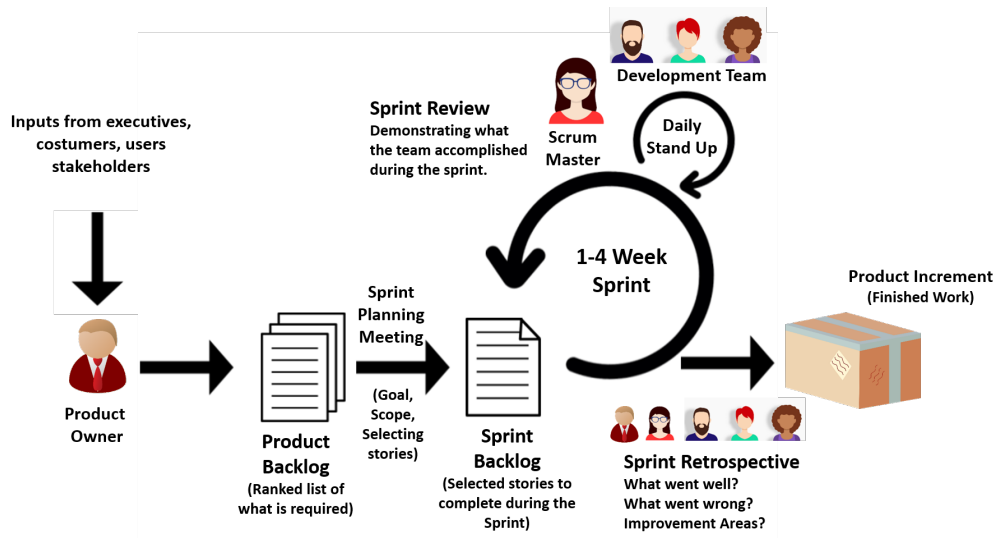 Inputs from executives,
costumers, users
stakeholders
Product
Owner
Product
Backlog
(Ranked list of
what is required)
Sprint
Planning
Meeting
(Goal,
Scope,
Selecting
stories)
Sprint
Backlog
(Selected stories to
complete during the
Sprint)
Sprint Review
Demonstrating what
the team accomplished
during the sprint.
Scrum
Master
Development Team
Daily
Stand Up
1-4 Week
Sprint
Product Increment
(Finished Work)
Sprint Retrospective
What went well?
What went wrong?
Improvement Areas?